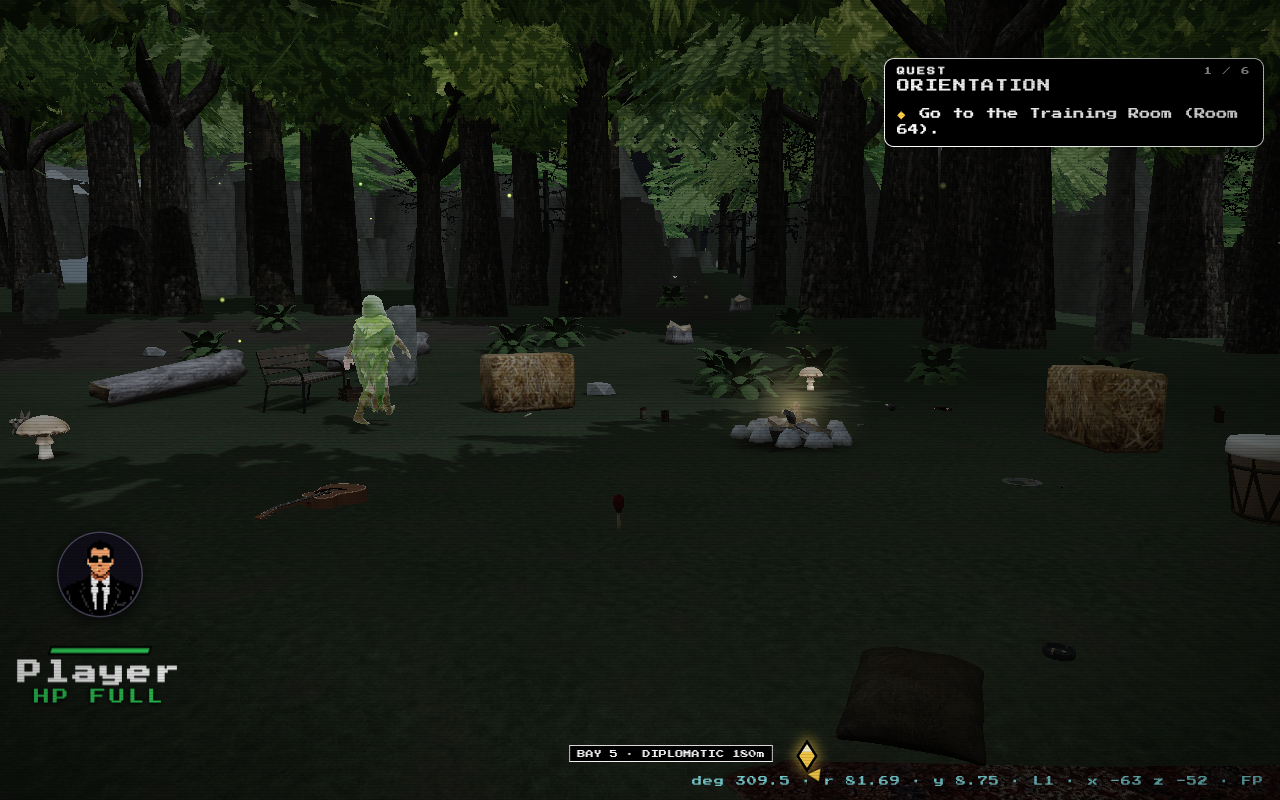 QUEST 1 / 6
ORIENTATION
◆ Go to the Training Room (Room
64).
Player
HP FULL
BAY 5 · DIPLOMATIC 180m
deg 309.5 · r 81.69 · y 8.75 · L1 · x -63 z -52 · FP